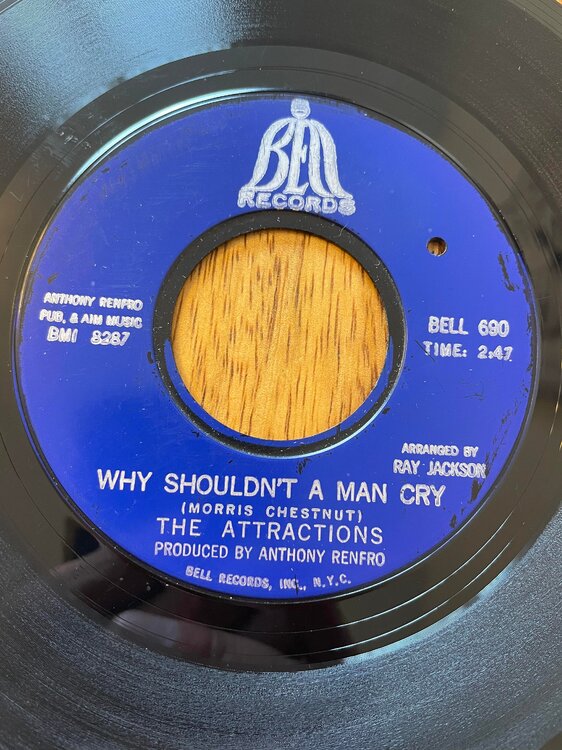 BELL
RECORDS
ANTHONY RENFRO
PUB. & AIM MUSIC
BMI 8287
BELL 690
TIME: 2:47
ARRANGED BY
RAY JACKSON
WHY SHOULDN'T A MAN CRY
(MORRIS CHESTNUT)
THE ATTRACTIONS
PRODUCED BY ANTHONY RENFRO
BELL RECORDS, INC., N.Y.C.